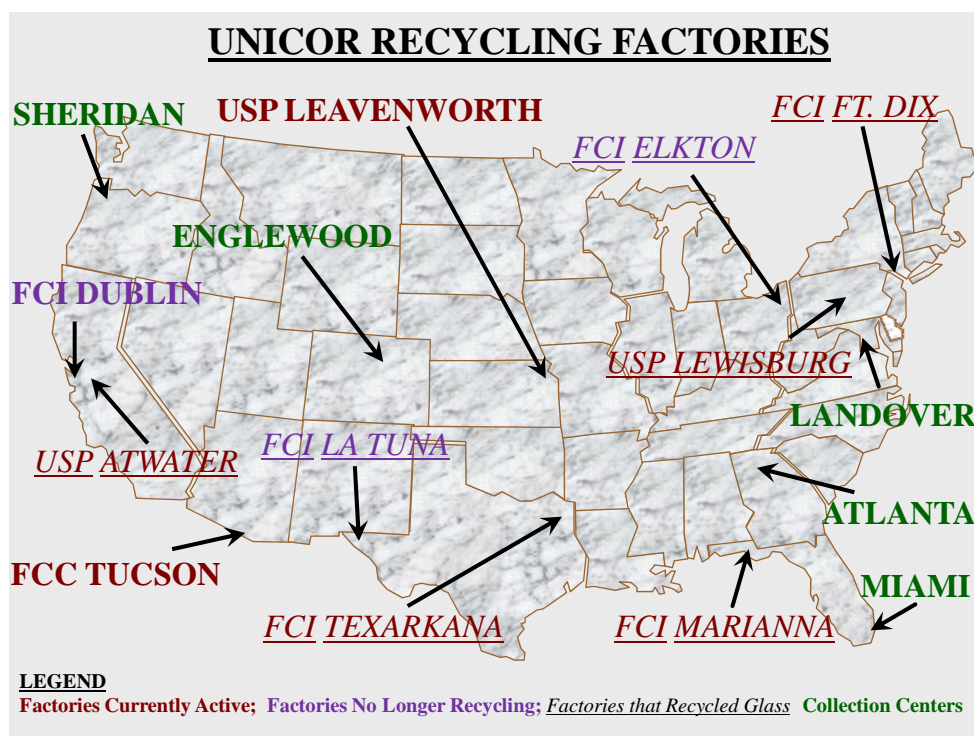 UNICOR RECYCLING FACTORIES
SHERIDAN
USP LEAVENWORTH
FCI FT. DIX
FCI ELKTON
ENGLEWOOD
FCI DUBLIN
USP LEWISBURG
LANDOVER
USP ATWATER
FCI LA TUNA
ATLANTA
FCC TUCSON
MIAMI
FCI TEXARKANA
FCI MARIANNA
LEGEND
Factories Currently Active; Factories No Longer Recycling; Factories that Recycled Glass Collection Centers